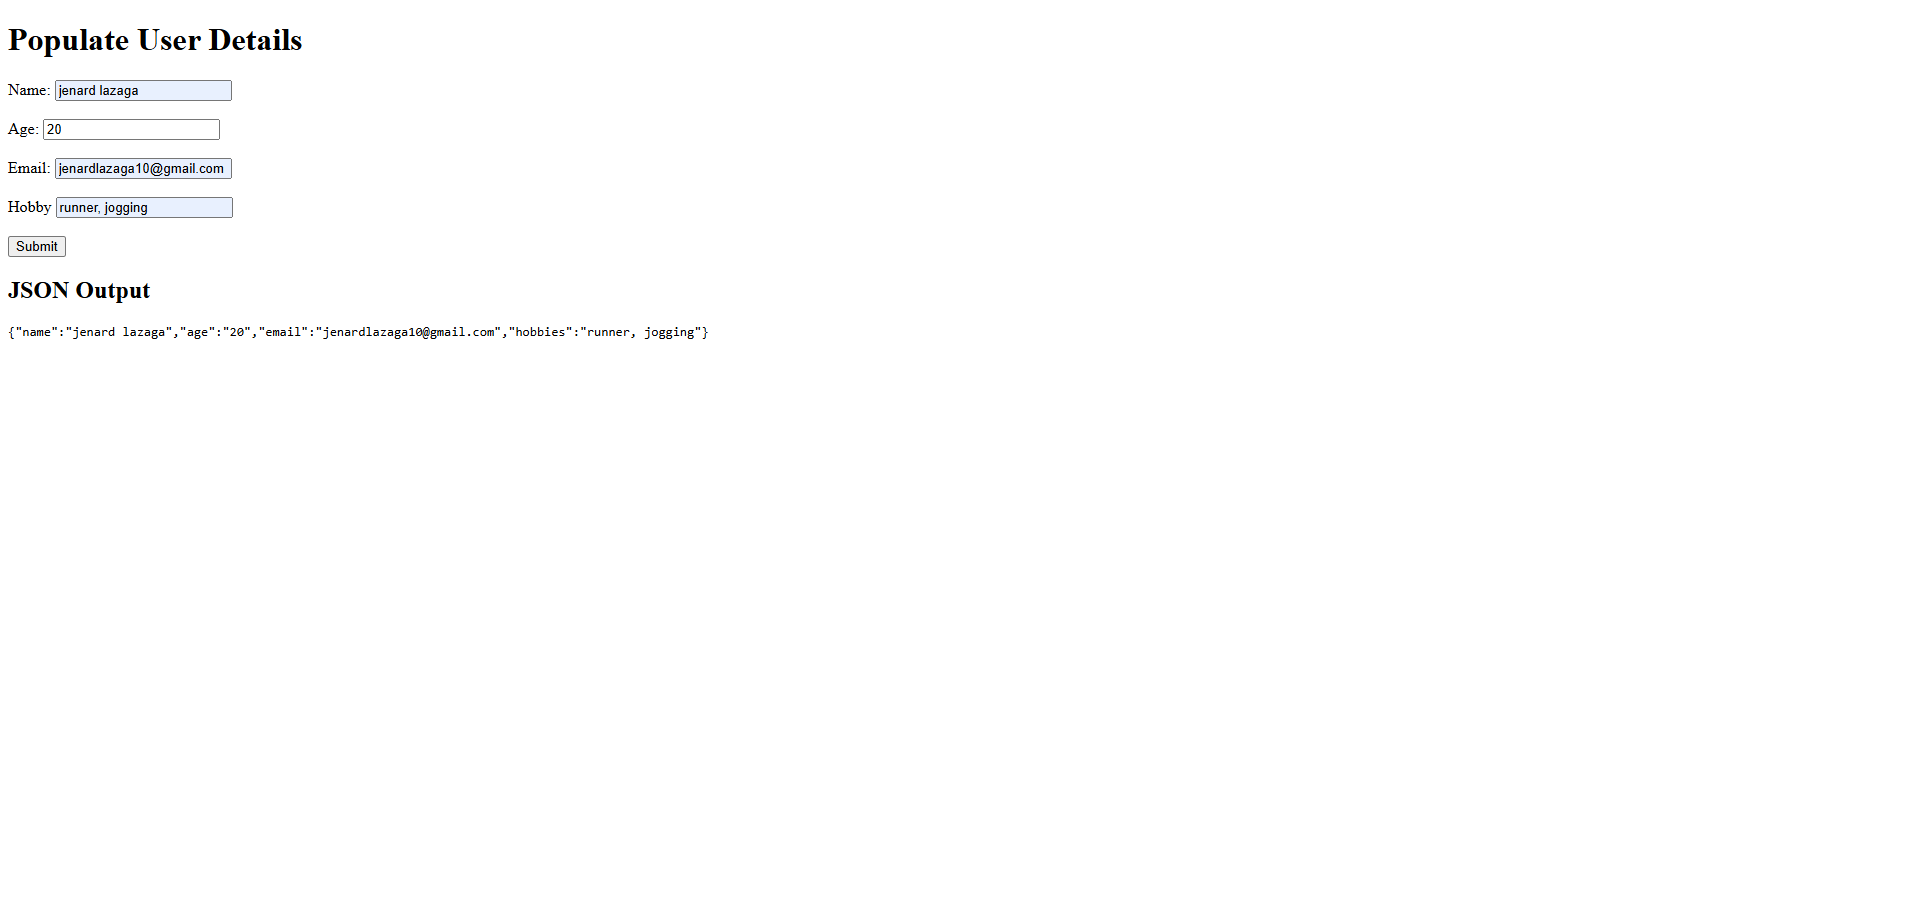 Populate User Details
Name: jenard lazaga
Age: 20
Email: jenardlazaga10@gmail.com
Hobby runner, jogging
Submit
JSON Output
{"name":"jenard lazaga","age":"20","email":"jenardlazaga10@gmail.com","hobbies":"runner, jogging"}